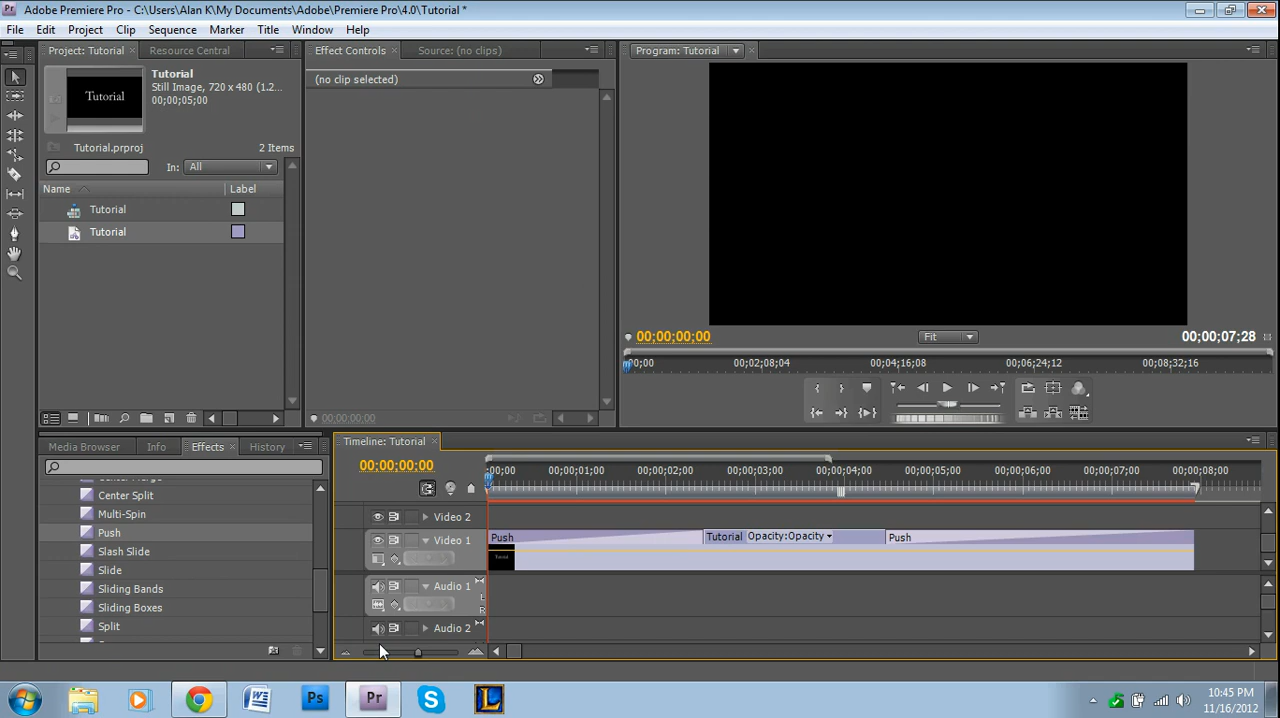 Adobe Premiere Pro - C:\Users\Alan K\My Documents\Adobe\Premiere Pro\4.0\Tutorial *
File Edit Project Clip Sequence Marker Title Window Help
Project: Tutorial Resource Central
Effect Controls Source: (no clips)
Program: Tutorial
Tutorial
Still Image, 720 x 480 (1.2...
00;00;05;00
Tutorial
(no clip selected)
Tutorial.prproj 2 Items
In: All
Name Label
Tutorial
Tutorial
00;00;00;00
00;00;00;00 Fit 00;00;07;28
00;00 00;02;08;04 00;04;16;08 00;06;24;12 00;08;32;16
Media Browser Info Effects History
Center Split
Multi-Spin
Push
Slash Slide
Slide
Sliding Bands
Sliding Boxes
Split
Timeline: Tutorial
00;00;00;00
00;00 00;00;01;00 00;00;02;00 00;00;03;00 00;00;04;00 00;00;05;00 00;00;06;00 00;00;07;00 00;00;08;00
Video 2
Video 1 Push Tutorial Opacity:Opacity Push
Tutorial
Audio 1
L
R
Audio 2
W Ps Pr S L
10:45 PM
11/16/2012